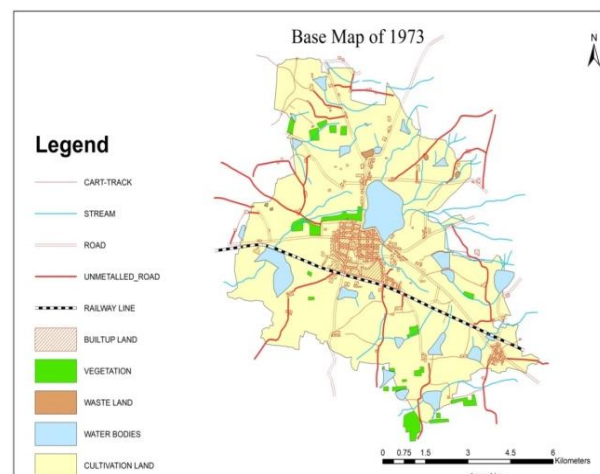 Base Map of 1973
N
Legend
CART-TRACK
STREAM
ROAD
UNMETALLED_ROAD
RAILWAY LINE
BUILTUP LAND
VEGETATION
WASTE LAND
WATER BODIES
CULTIVATION LAND
0 0.75 1.5 3 4.5 6
Kilometers